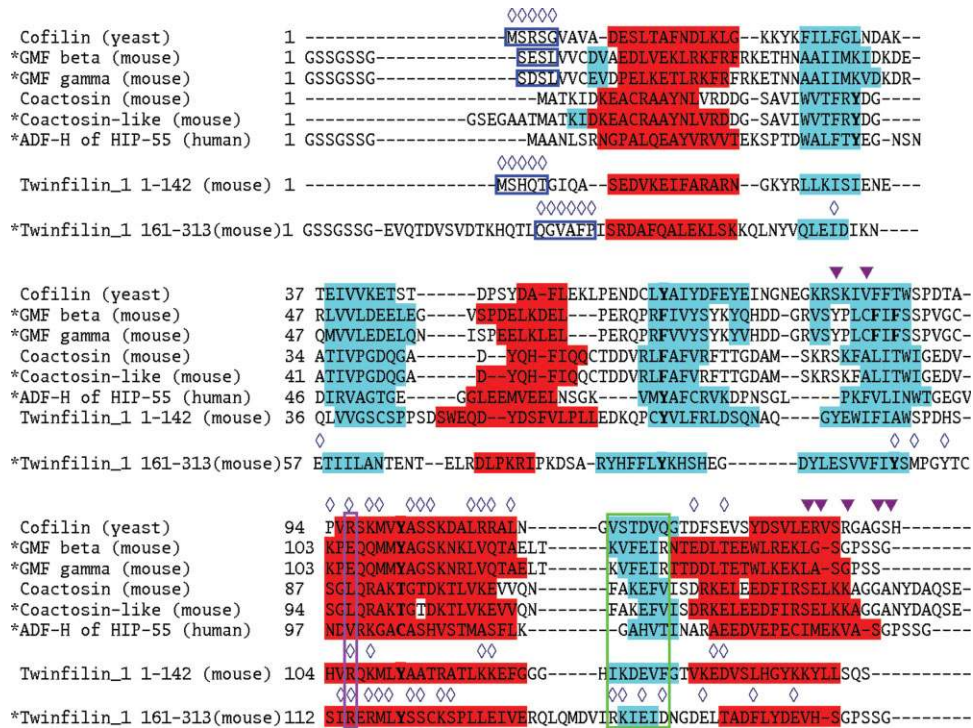 ◇◇◇◇◇
Cofilin (yeast) 1 ------------------MSRSGVAVA-DESLTAFNDLKLG-KKYKFILFGLNDAK-
*GMF beta (mouse) 1 GSSGSSG------------SESLVVCDVAEDLVEKLRKFRFRKETHNAAIIMKIDKDE-
*GMF gamma (mouse) 1 GSSGSSG------------SDSLVVCEVDPELKETLRKFRFRKETNNAAIIMKVDKDR-
Coactosin (mouse) 1 ---------------------MATKIDKEACRAAYNLVRDDG-SAVIWVTFRYDG----
*Coactosin-like (mouse) 1 --------------GSEGAATMATKIDKEACRAAYNLVRDDG-SAVIWVTFRYDG----
*ADF-H of HIP-55 (human) 1 GSSGSSG-------------MAANLSRNGPALQEAYVRVVTEKSPTDWALFTYEG-NSN
◇◇◇◇◇
Twinfilin_1 1-142 (mouse) 1 -----------------MSHQTGIQA-SEDVKEIFARARN-GKYRLLKISIENE-
◇◇◇◇◇◇ ◇
*Twinfilin_1 161-313(mouse)1 GSSGSSG-EVQTDVSVDTKHQTLQGVAFPISRDAFQALEKLSKKQLNYVQLEIDIKN----
▼ ▼
Cofilin (yeast) 37 TEIVVKETST------DPSYDA-FLEKLPENDCLYAIYDFEYEINGNEGKRSKIVFFTWSPDTA-
*GMF beta (mouse) 47 RLVVLDEELEG----VSPDELKDEL---PERQPRFIVYSYKYQHDD-GRVSYPLCFIFSSPVGC-
*GMF gamma (mouse) 47 QMVVLEDELQN----ISPEELKLEL---PERQPRFVVYSYKYVHDD-GRVSYPLCFIFSSPVGC-
Coactosin (mouse) 34 ATIVPGDQGA------D--YQH-FIQQCTDDVRLFAFVRFTTGDAM-SKRSKFALITWIGEDV-
*Coactosin-like (mouse) 41 ATIVPGDQGA------D--YQH-FIQQCTDDVRLFAFVRFTTGDAM-SKRSKFALITWIGEDV-
*ADF-H of HIP-55 (human) 46 DIRVAGTGE------GGLEEMVEELNSGK----VMYAFCRVKDPNSGL---PKFVLINWTGEGV-
Twinfilin_1 1-142 (mouse) 36 QLVVGSCSPPSDSWEQD--YDSFVLPLLEDKQPCYVLFRLDSQNAQ----GYEWIFIAWSPDHS-
◇ ◇ ◇ ◇
*Twinfilin_1 161-313(mouse)57 ETIILANTENT--ELRDLPKRIPKDSA-RYHFFLYKHSHEG------DYLESVVFIYSMPGYTC
◇ ◇ ◇◇ ◇◇◇ ◇◇◇ ◇ ◇ ◇ ▼▼ ▼ ▼▼
Cofilin (yeast) 94 PVRSKMVYASSKDALRRALN-------GVSTDVQGTDFSEVSYDSVLERVSRGAGSH------
*GMF beta (mouse) 103 KPEQQMMYAGSKNKLVQTAELT-----KVFEIRNTEDLTEEWLREKLG-SGPSSG-------
*GMF gamma (mouse) 103 KPEQQMMYAGSKNRLVQTAELT-----KVFEIRTTDDLTETWLKEKLA-SGPSS--------
Coactosin (mouse) 87 SGLQRAKTGTDKTLVKEVVQN------FAKEFVISDRKELEEDFIRSELKKAGGANYDAQSE-
*Coactosin-like (mouse) 94 SGLQRAKTGTDKTLVKEVVQN------FAKEFVISDRKELEEDFIRSELKKAGGANYDAQSE-
*ADF-H of HIP-55 (human) 97 NDVRKGACASHVSTMASFLK-------GAHVTINARAEEDVEPECIMEKVA-SGPSSG-----
◇ ◇ ◇◇ ◇◇
Twinfilin_1 1-142 (mouse) 104 HVRQKMLYAATRATLKKEFGGG-----HIKDEVFGTVKEDVSLHGYKKYLLSQS--------
◇◇ ◇◇◇ ◇◇ ◇◇ ◇◇ ◇ ◇ ◇ ◇
*Twinfilin_1 161-313(mouse) 112 SIRERMLYSSCKSPLLEIVERQLQMDVIRKIEIDNGDELTADFLYDEVH-S-----------